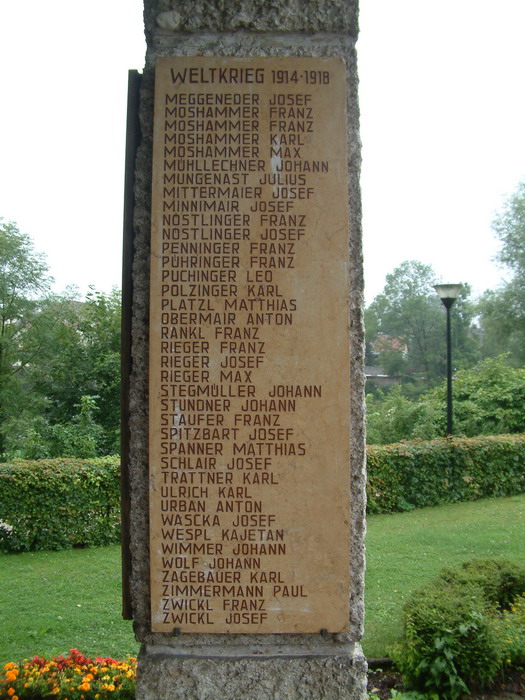 WELTKRIEG 1914-1918
MEGGENEDER JOSEF
MOSHAMMER FRANZ
MOSHAMMER FRANZ
MOSHAMMER KARL
MOSHAMMER MAX
MÜHLLECHNER JOHANN
MUNGENAST JULIUS
MITTERMAIER JOSEF
MINNIMAIR JOSEF
NÖSTLINGER FRANZ
NÖSTLINGER JOSEF
PENNINGER FRANZ
PÜHRINGER FRANZ
PUCHINGER LEO
POLZINGER KARL
PLATZL MATTHIAS
OBERMAIR ANTON
RANKL FRANZ
RIEGER FRANZ
RIEGER JOSEF
RIEGER MAX
STEGMÜLLER JOHANN
STUNDNER JOHANN
STAUFER FRANZ
SPITZBART JOSEF
SPANNER MATTHIAS
SCHLAIR JOSEF
TRATTNER KARL
ULRICH KARL
URBAN ANTON
WASCKA JOSEF
WESPL KAJETAN
WIMMER JOHANN
WOLF JOHANN
ZAGEBAUER KARL
ZIMMERMANN PAUL
ZWICKL FRANZ
ZWICKL JOSEF